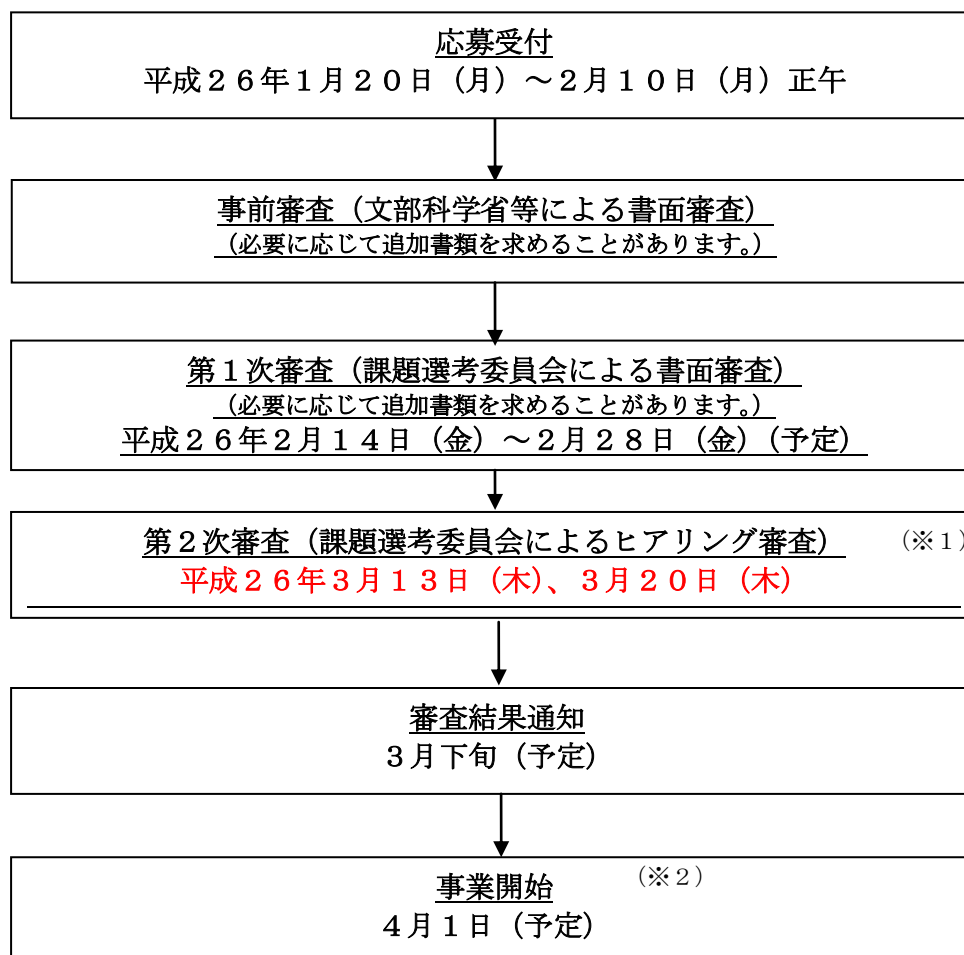 応募受付
平成２６年１月２０日（月）～２月１０日（月）正午
事前審査（文部科学省等による書面審査）
（必要に応じて追加書類を求めることがあります。）
第１次審査（課題選考委員会による書面審査）
（必要に応じて追加書類を求めることがあります。）
平成２６年２月１４日（金）～２月２８日（金）（予定）
第２次審査（課題選考委員会によるヒアリング審査） （※１）
平成２６年３月１３日（木）、３月２０日（木）
審査結果通知
３月下旬（予定）
事業開始 （※２）
４月１日（予定）